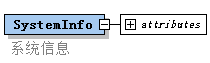 SystemInfo attributes
系统信息